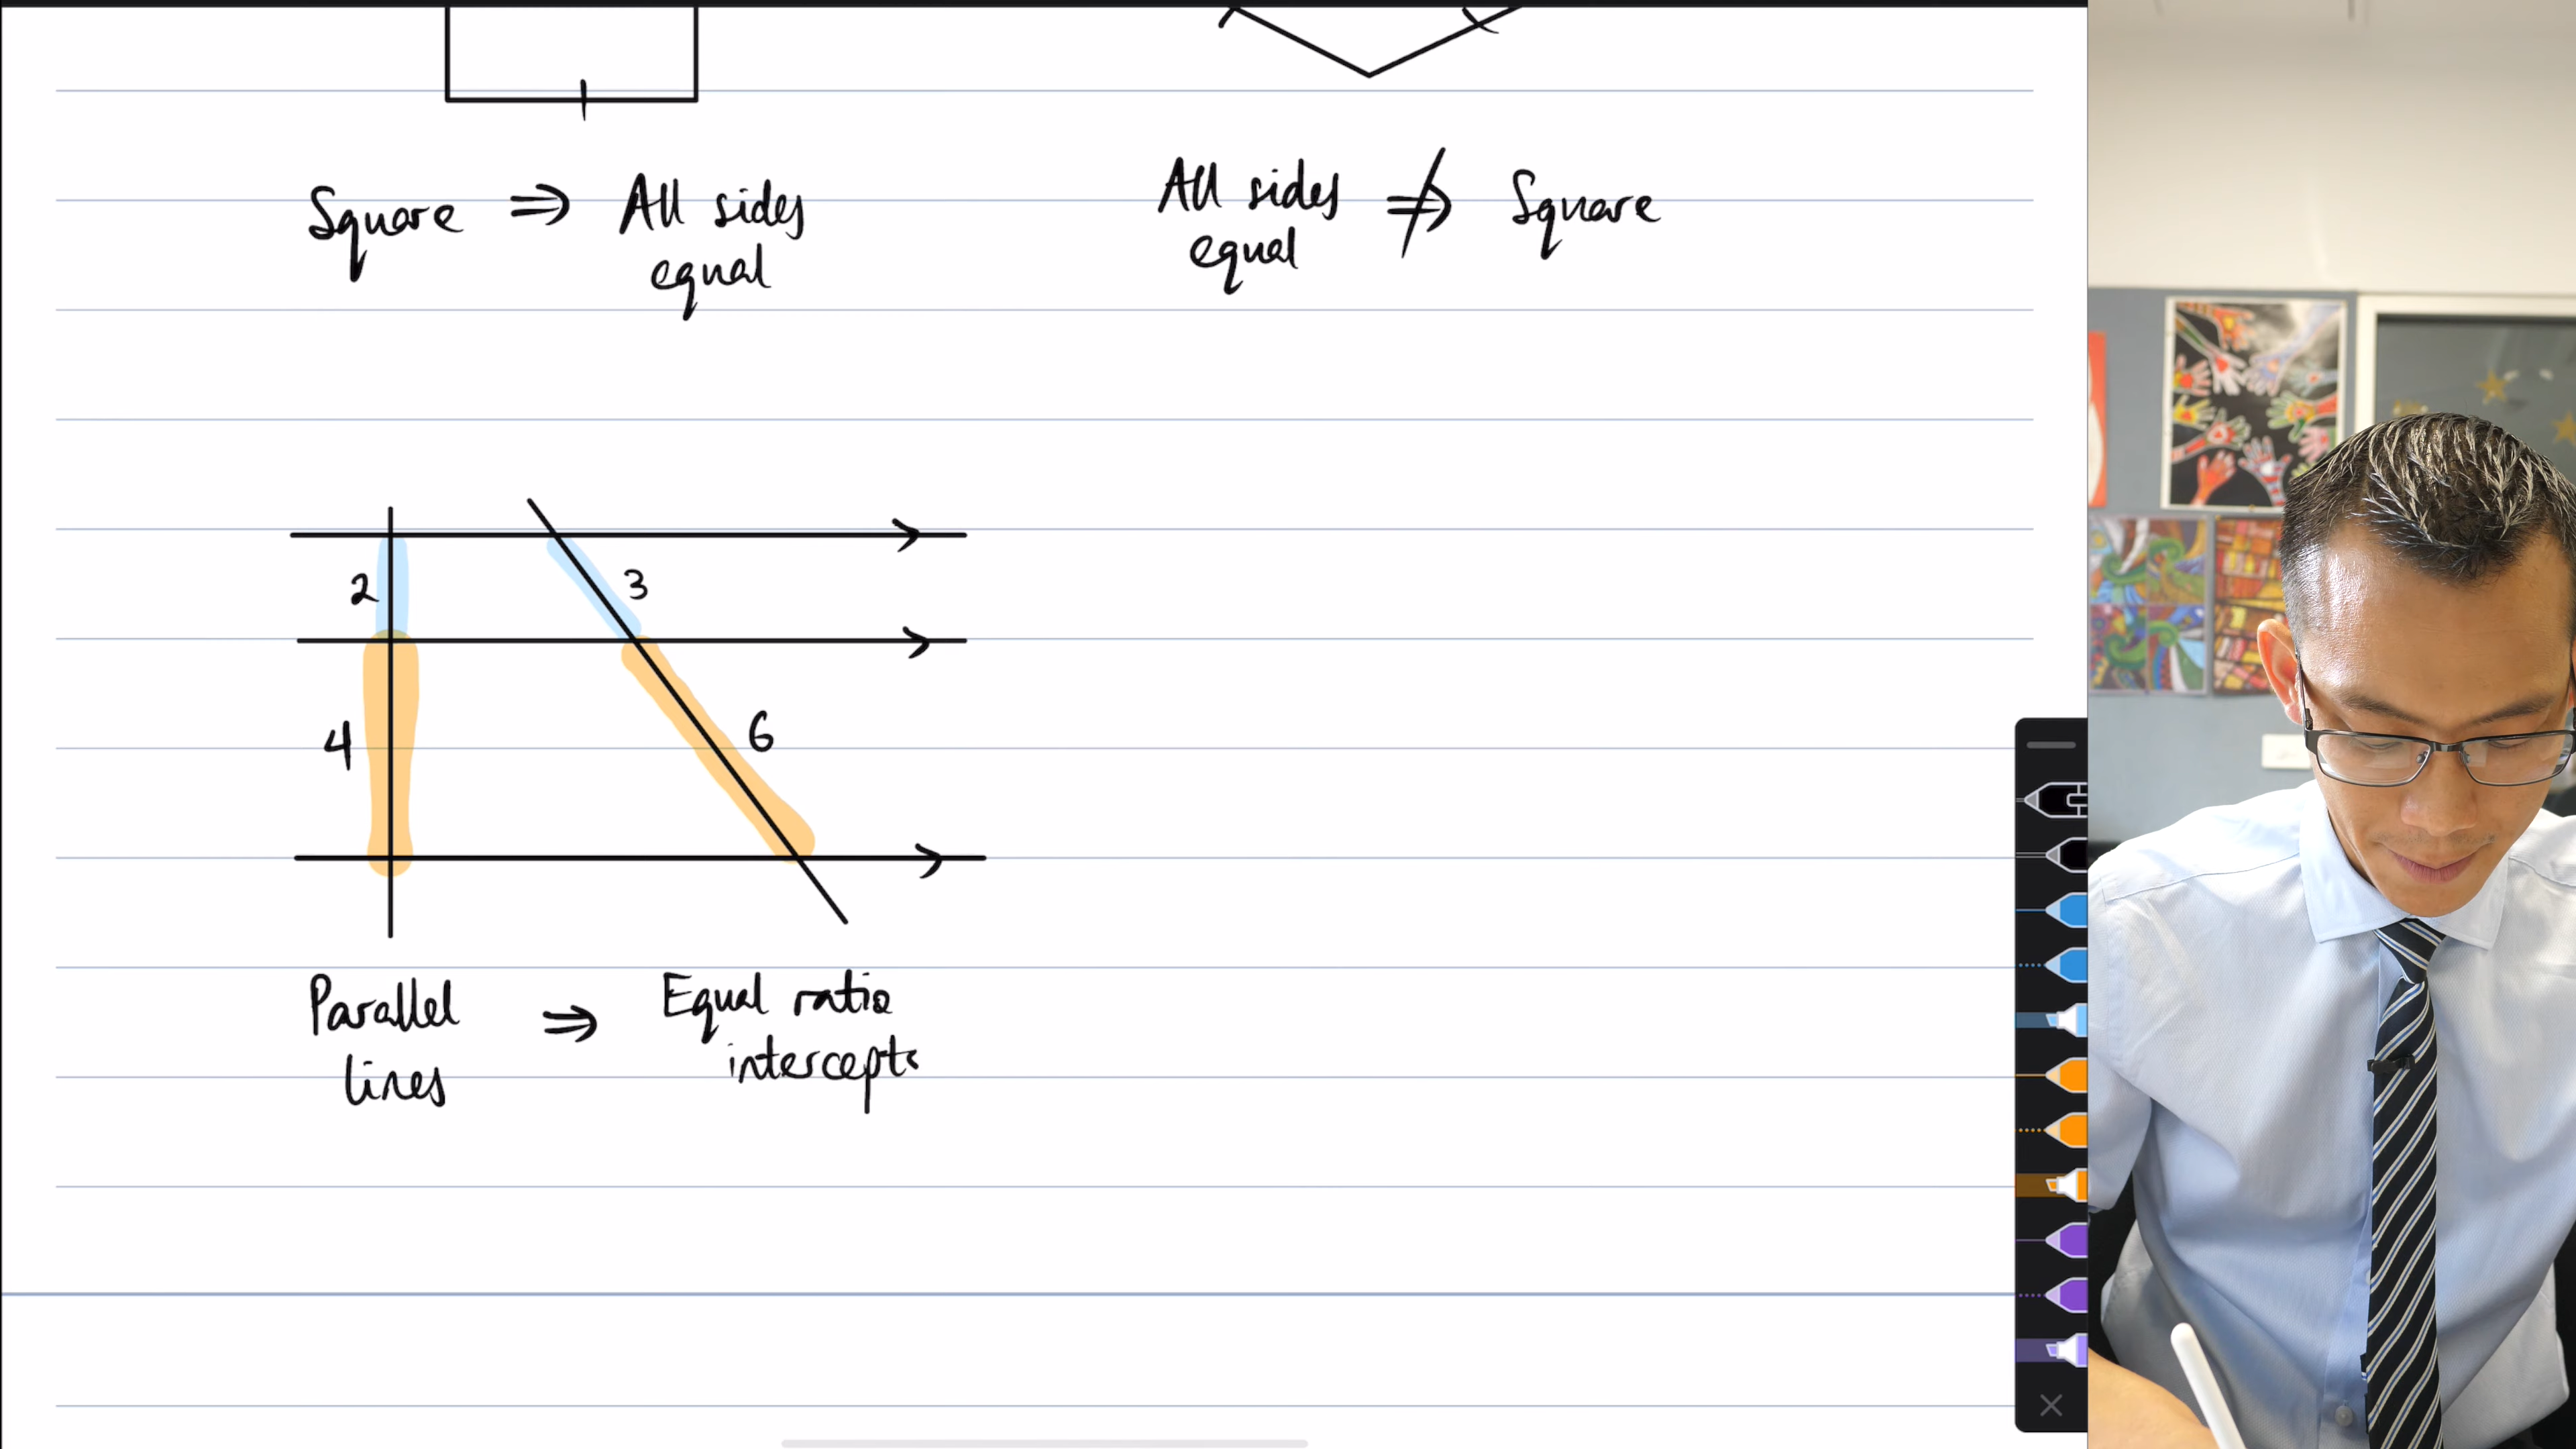 Square ⇒ All sides
equal
All sides ⇏ Square
equal
2
3
4
6
Parallel ⇒ Equal ratio
lines intercepts